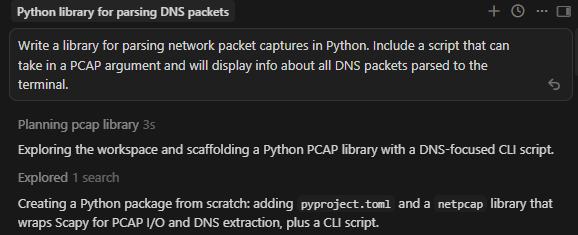 Python library for parsing DNS packets
Write a library for parsing network packet captures in Python. Include a script that can
take in a PCAP argument and will display info about all DNS packets parsed to the
terminal.
Planning pcap library 3s
Exploring the workspace and scaffolding a Python PCAP library with a DNS-focused CLI script.
Explored 1 search
Creating a Python package from scratch: adding pyproject.toml and a netpcap library that
wraps Scapy for PCAP I/O and DNS extraction, plus a CLI script.